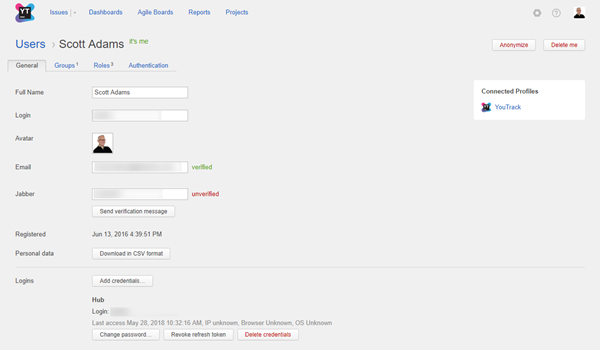 YT
Issues Dashboards Agile Boards Reports Projects
Users › Scott Adams it's me
Anonymize Delete me
General Groups 1 Roles 3 Authentication
Full Name Scott Adams
Connected Profiles
Login
YouTrack
Avatar
Email verified
Jabber unverified
Send verification message
Registered Jun 13, 2016 4:39:51 PM
Personal data Download in CSV format
Logins Add credentials...
Hub
Login:
Last access May 28, 2018 10:32:16 AM, IP unknown, Browser Unknown, OS Unknown
Change password... Revoke refresh token Delete credentials